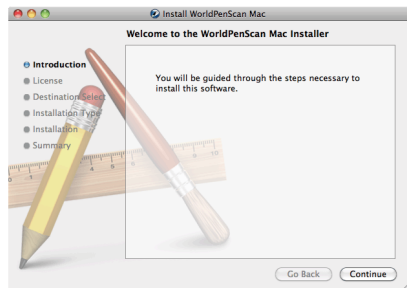 Install WorldPenScan Mac
Welcome to the WorldPenScan Mac Installer
Introduction
License
Destination Select
Installation Type
Installation
Summary
You will be guided through the steps necessary to
install this software.
Go Back
Continue